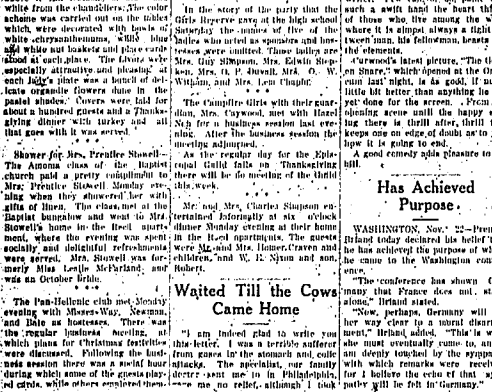 white from the chandeliers. The color
scheme was carried out on the tables
which, were decorated with bowls of
white chrysanthemums, while blue
and white nut baskets and place cards
stood at each place. The favors were
especially attractive and pleasing at
each lady's plate was a bunch of del-
icate organdie flowers done in the
pastel shades. Covers were laid for
about a hundred guests and a Thanks-
giving dinner with turkey and all
that goes with it was served.
Shower for Mrs. Prentice Stowell—
The Agnoma class of the Baptist
church paid a pretty compliment to
Mrs. Prentice Stowell Monday eve-
ning when they showered her with
gifts of linen. The class met at the
Baptist bungalow and went to Mrs.
Stowell's home in the Reed apart-
ment, where the evening was spent
socially and delightful refreshments
were served. Mrs. Stowell was for-
merly Miss Leslie McFarland, and
was an October bride.
The Pan-Hellenic club met Monday
evening with Misses Way, Newman,
and Bale as hostesses. There was
the regular business meeting, at
which plans for Christmas festivities
were discussed. Following the busi-
ness session there was a social hour
during which some of the guests play-
ed cards, while others enjoyed them-
In the story of the party that the
Girls Reserve gave at the high school
Saturday the names of five of the
ladies who acted as sponsors and hos-
tesses were omitted. Those ladies are
Mrs. Guy Simpson, Mrs. Edwin Step-
ken, Mrs. O. P. Duvall, Mrs. O. W.
Witham, and Mrs. Lem Chapin.
The Campfire Girls with their guar-
dian, Mrs. Caywood, met with Hazel
Nash for a business session last eve-
ning. After the business session the
meeting adjourned.
As the regular day for the Epis-
copal Guild falls on Thanksgiving
there will be no meeting of the Guild
this week.
Mr. and Mrs. Charles Simpson en-
tertained informally at six o'clock
dinner Monday evening at their home
in the Reed apartments. The guests
were Mr. and Mrs. Homer Craven and
children, and W. E. Nixon and son,
Robert.
Waited Till the Cows
Came Home
"I am indeed glad to write you
this letter. I was a terrible sufferer
from gases in the stomach and colic
attacks. The specialist, our family
doctor sent me to in Philadelphia,
gave me no relief, although I took
such a swift hand the heart
of those who live among the
where it is almost always a fight
tween man, his fellowman, beasts
the elements.
Curwood's latest picture, "The
en Snare," which opened at the
eum last night, is as good, if
little bit better than anything he
yet done for the screen. From
opening scene until the happy
ing there is thrill after, thrill
keeps one on edge of doubt as to
how it is going to end.
A good comedy adds pleasure to
bill.
Has Achieved
Purpose
WASHINGTON, Nov. 22—
Briand today declared his belief
he has achieved the purpose of
he came to the Washington con-
ence.
"The conference has shown
many that France does not
alone," Briand stated.
"Now, perhaps, Germany will
her way clear to a moral disar-
ment," Briand added. "This is
she must eventually come to, and
am deeply touched by the sympa
with which remarks were
for I believe the echo of that
pathy will be felt in Germany."